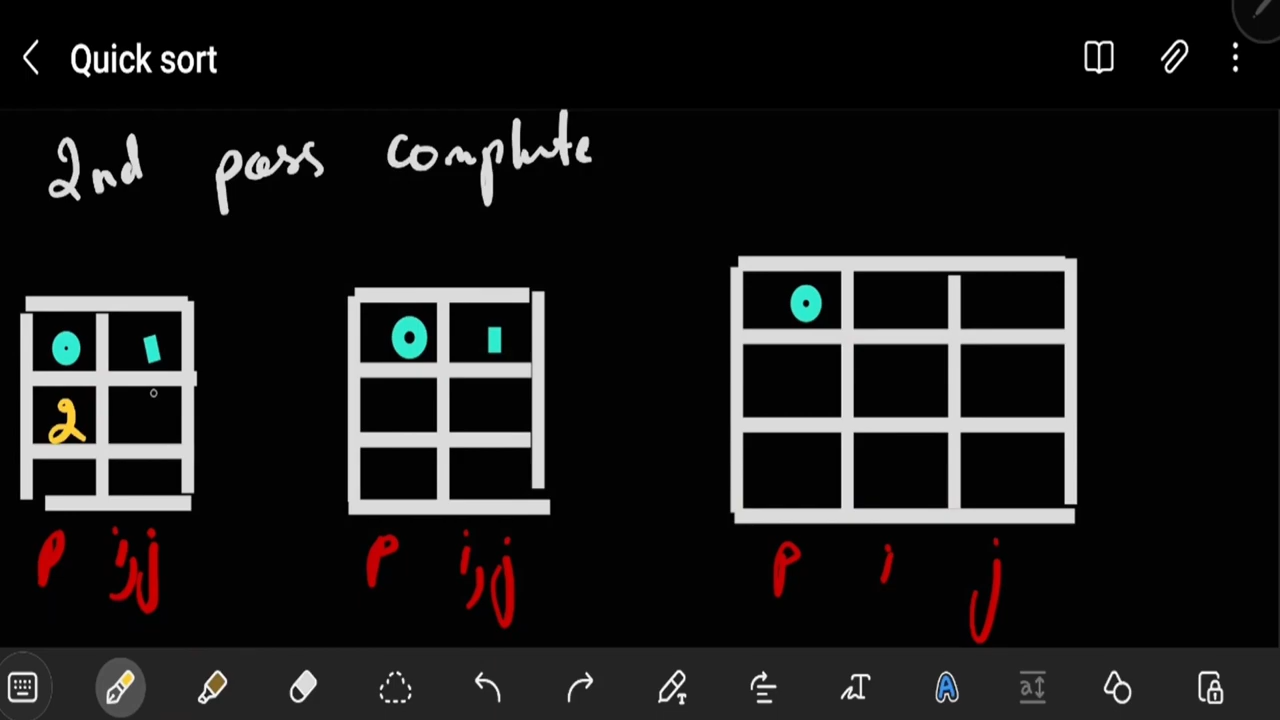 Quick sort
2nd pass complete
0 1 0 1 0
2
P i,j P i,j P i j